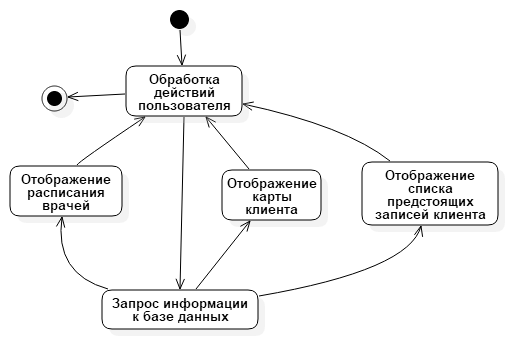 Обработка
действий
пользователя
Отображение
расписания
врачей
Отображение
карты
клиента
Отображение
списка
предстоящих
записей клиента
Запрос информации
к базе данных